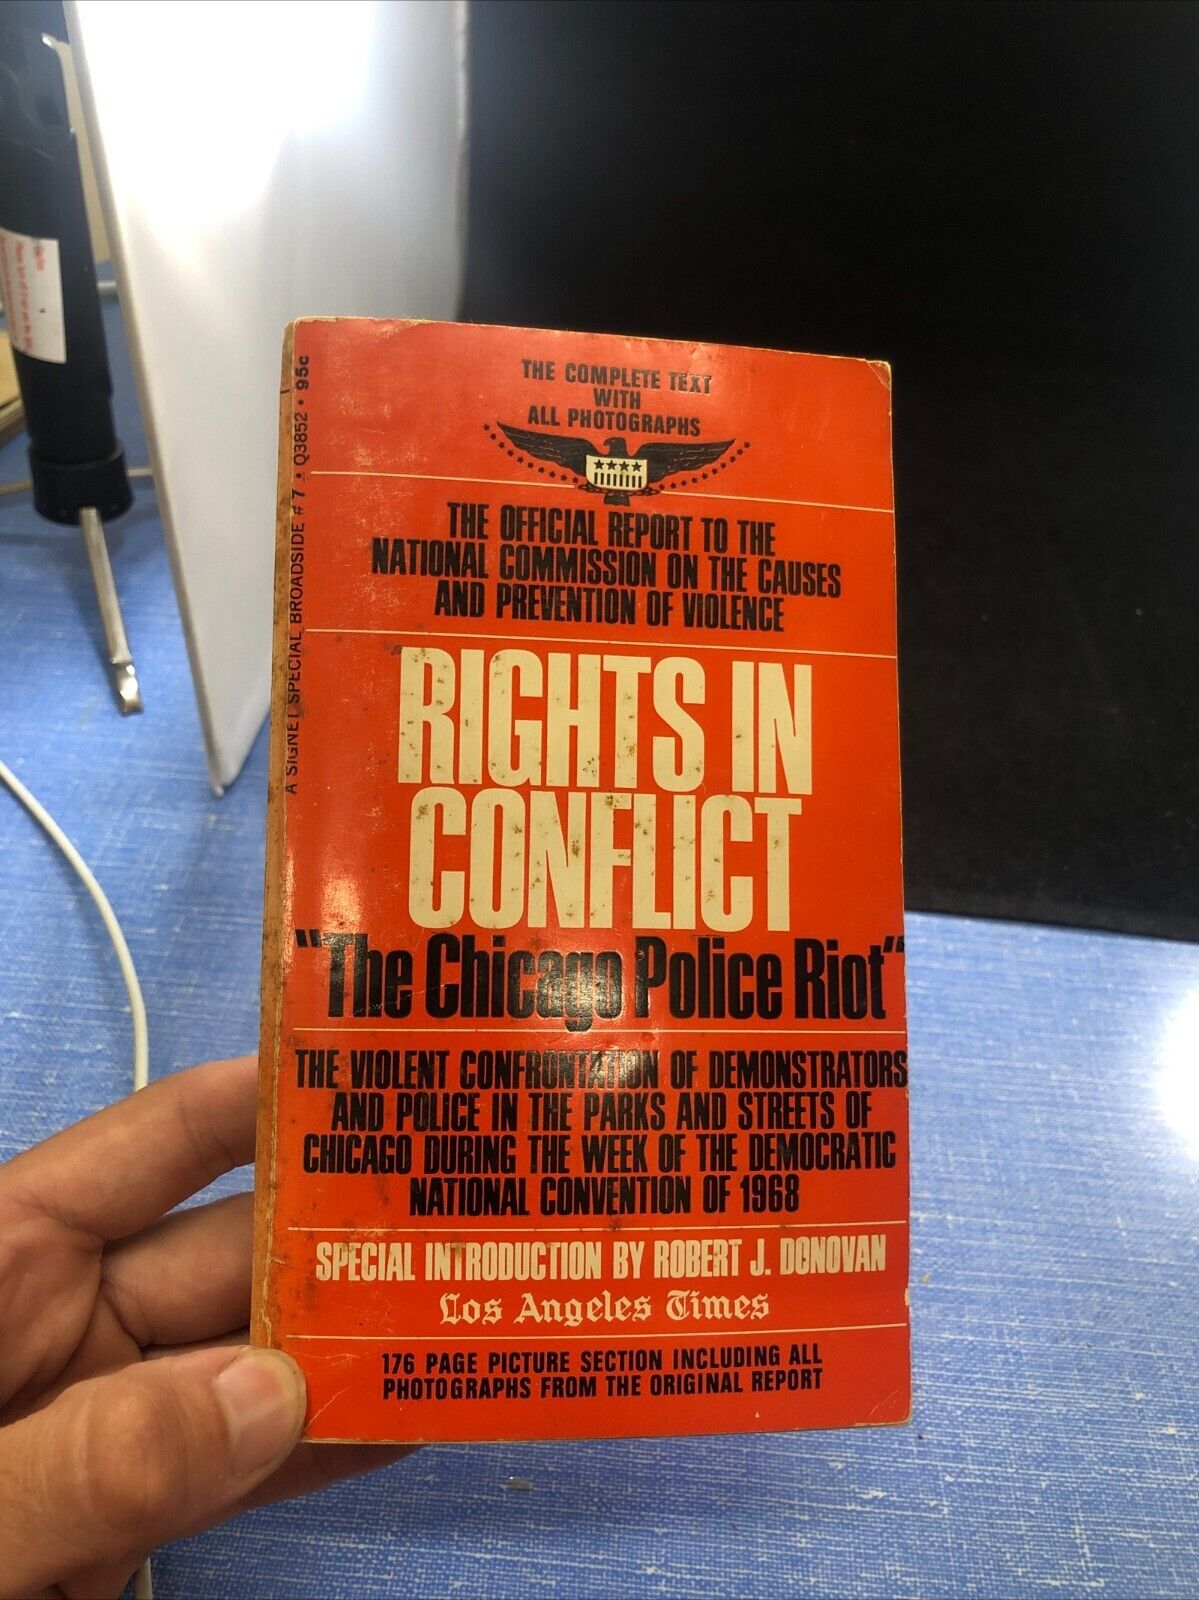 A SIGNET SPECIAL BROADSIDE #7 • Q3852 • 95c
THE COMPLETE TEXT
WITH
ALL PHOTOGRAPHS
THE OFFICIAL REPORT TO THE
NATIONAL COMMISSION ON THE CAUSES
AND PREVENTION OF VIOLENCE
RIGHTS IN
CONFLICT
"The Chicago Police Riot"
THE VIOLENT CONFRONTATION OF DEMONSTRATORS
AND POLICE IN THE PARKS AND STREETS OF
CHICAGO DURING THE WEEK OF THE DEMOCRATIC
NATIONAL CONVENTION OF 1968
SPECIAL INTRODUCTION BY ROBERT J. DONOVAN
Los Angeles Times
176 PAGE PICTURE SECTION INCLUDING ALL
PHOTOGRAPHS FROM THE ORIGINAL REPORT